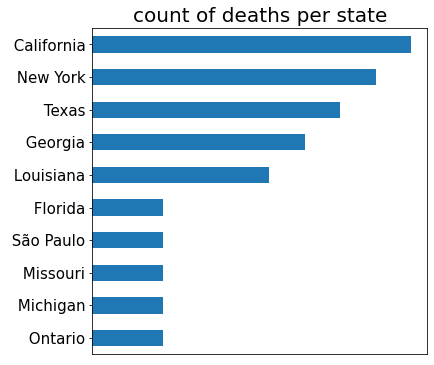 count of deaths per state
California
New York
Texas
Georgia
Louisiana
Florida
São Paulo
Missouri
Michigan
Ontario